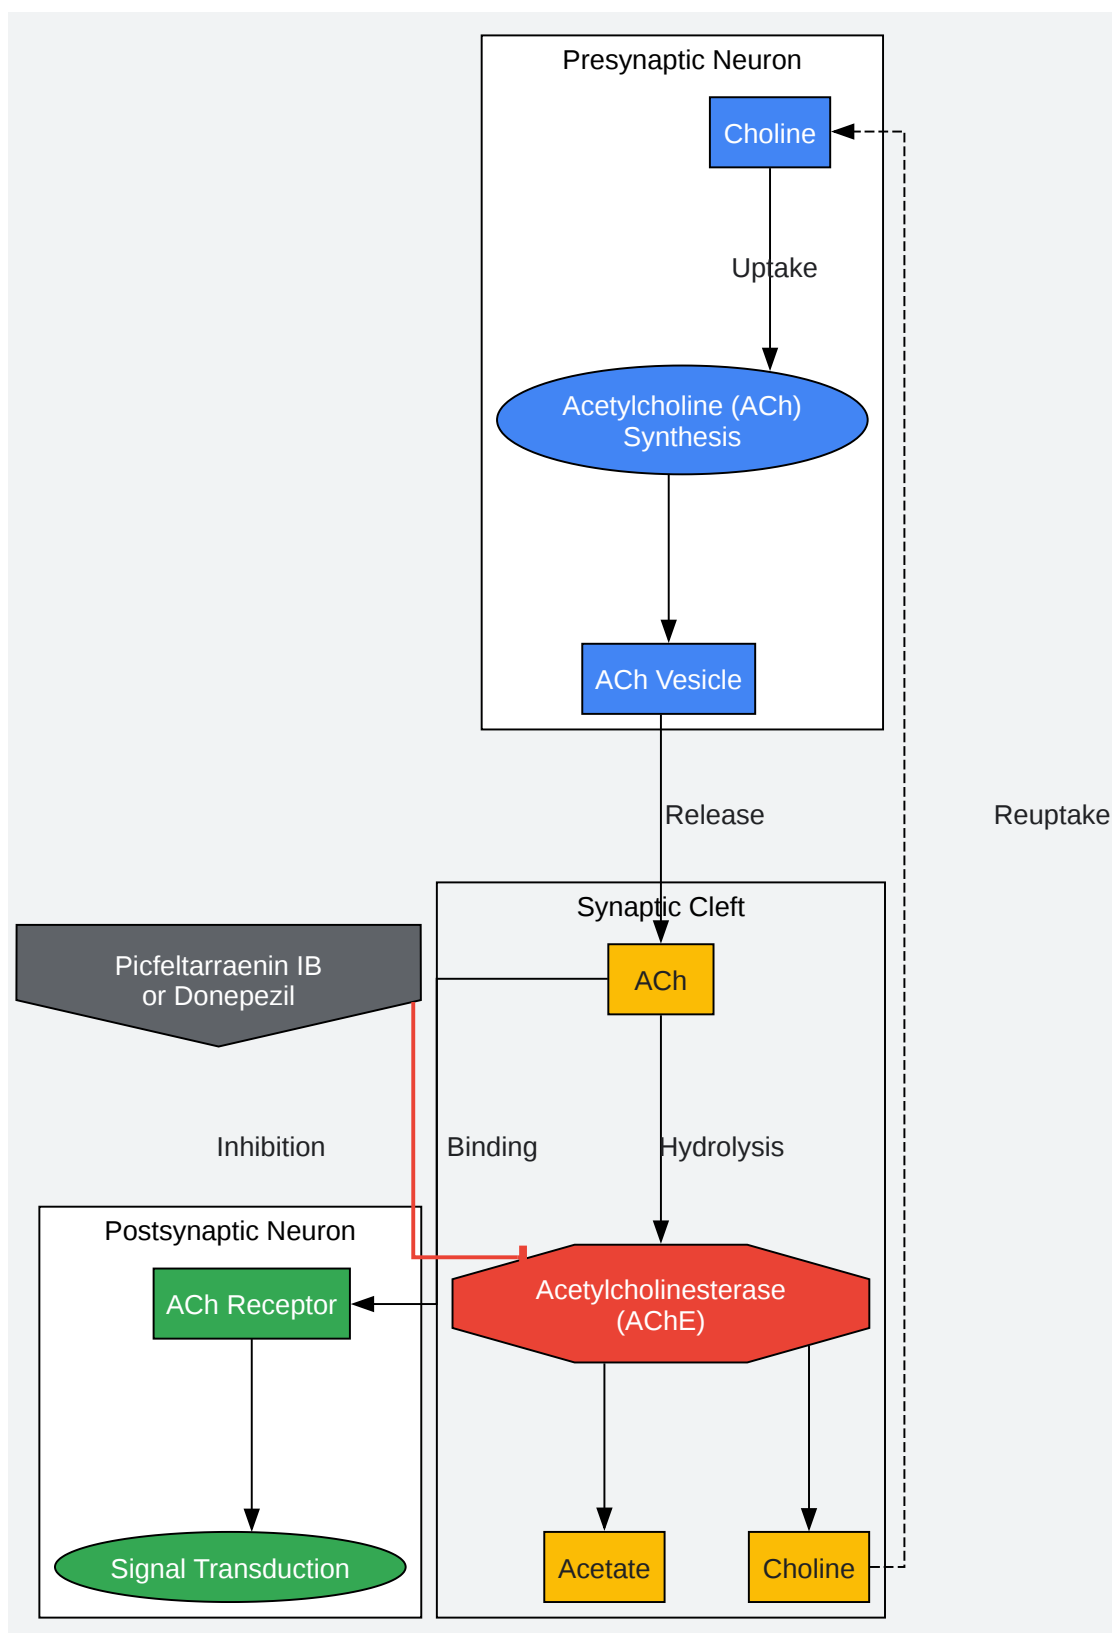 Presynaptic Neuron
Choline
Uptake
Acetylcholine (ACh)
Synthesis
ACh Vesicle
Release
Reuptake
Synaptic Cleft
Picfeltarraenin IB
or Donepezil
ACh
Inhibition
Binding
Hydrolysis
Postsynaptic Neuron
ACh Receptor
Acetylcholinesterase
(AChE)
Signal Transduction
Acetate
Choline